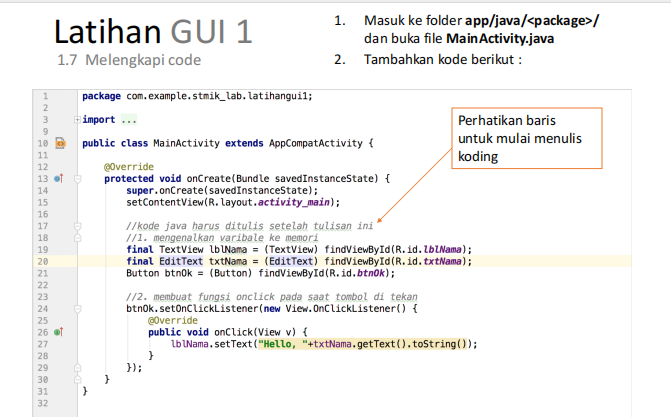 Latihan GUI 1
1.7 Melengkapi code
1. Masuk ke folder app/java/<package>/
dan buka file MainActivity.java
2. Tambahkan kode berikut :
Perhatikan baris
untuk mulai menulis
koding
1 package com.example.stmik_lab.latihangui1;
2
3 import ...
9
10 public class MainActivity extends AppCompatActivity {
11
12 @Override
13 protected void onCreate(Bundle savedInstanceState) {
14 super.onCreate(savedInstanceState);
15 setContentView(R.layout.activity_main);
16
17 //kode java harus ditulis setelah tulisan ini
18 //1. mengenalkan varibale ke memori
19 final TextView lblNama = (TextView) findViewById(R.id.lblNama);
20 final EditText txtNama = (EditText) findViewById(R.id.txtNama);
21 Button btnOk = (Button) findViewById(R.id.btnOk);
22
23 //2. membuat fungsi onclick pada saat tombol di tekan
24 btnOk.setOnClickListener(new View.OnClickListener() {
25 @Override
26 public void onClick(View v) {
27 lblNama.setText("Hello, "+txtNama.getText().toString());
28 }
29 });
30 }
31 }
32